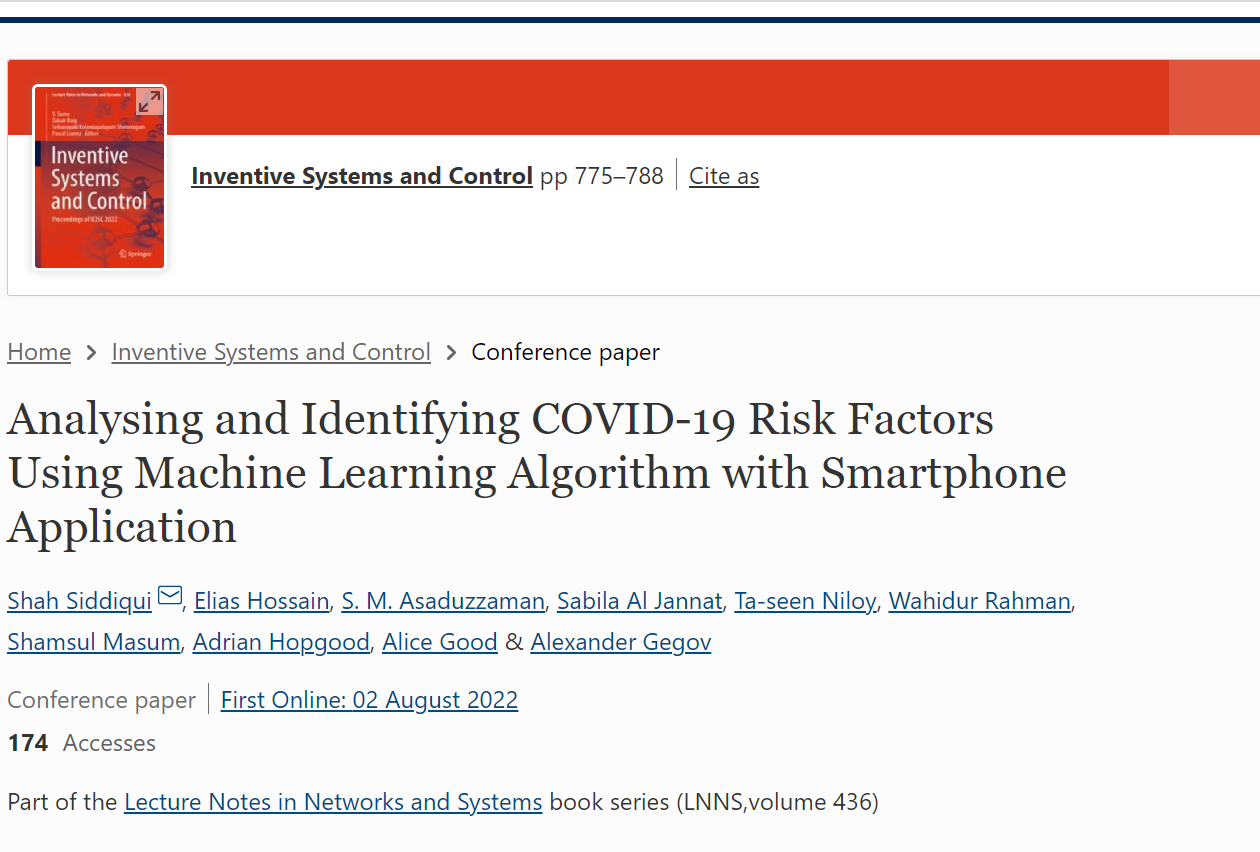 Lecture Notes in Networks and Systems 436
V. Suma
Zubair Baig
Selvanayaki Kolandapalayam Shanmugam
Pascal Lorenz Editors
Inventive
Systems
and Control
Proceedings of ICISC 2022
Springer
Inventive Systems and Control pp 775–788 Cite as
Home > Inventive Systems and Control > Conference paper
Analysing and Identifying COVID-19 Risk Factors
Using Machine Learning Algorithm with Smartphone
Application
Shah Siddiqui, Elias Hossain, S. M. Asaduzzaman, Sabila Al Jannat, Ta-seen Niloy, Wahidur Rahman,
Shamsul Masum, Adrian Hopgood, Alice Good & Alexander Gegov
Conference paper First Online: 02 August 2022
174 Accesses
Part of the Lecture Notes in Networks and Systems book series (LNNS,volume 436)